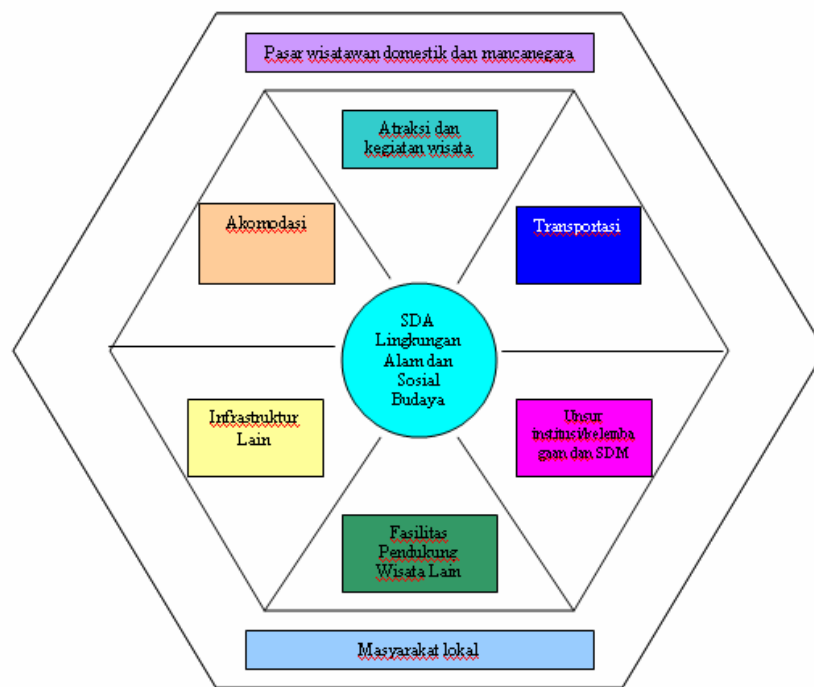 Pasar wisatawan domestik dan mancanegara
Atraksi dan
kegiatan wisata
Akomodasi
Transportasi
SDA
Lingkungan
Alam dan
Sosial
Budaya
Infrastruktur
Lain
Unsur
institusi/kelemba
gaan dan SDM
Fasilitas
Pendukung
Wisata Lain
Masyarakat lokal